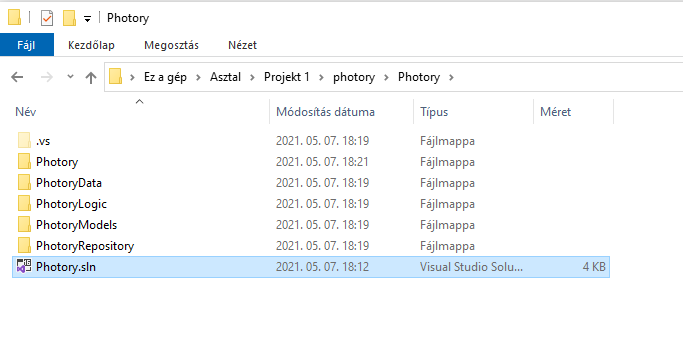 Photory
Fájl Kezdőlap Megosztás Nézet
Ez a gép Asztal Projekt 1 photory Photory
Név Módosítás dátuma Típus Méret
.vs 2021. 05. 07. 18:19 Fájlmappa
Photory 2021. 05. 07. 18:21 Fájlmappa
PhotoryData 2021. 05. 07. 18:19 Fájlmappa
PhotoryLogic 2021. 05. 07. 18:19 Fájlmappa
PhotoryModels 2021. 05. 07. 18:19 Fájlmappa
PhotoryRepository 2021. 05. 07. 18:19 Fájlmappa
Photory.sln 2021. 05. 07. 18:12 Visual Studio Solu... 4 KB